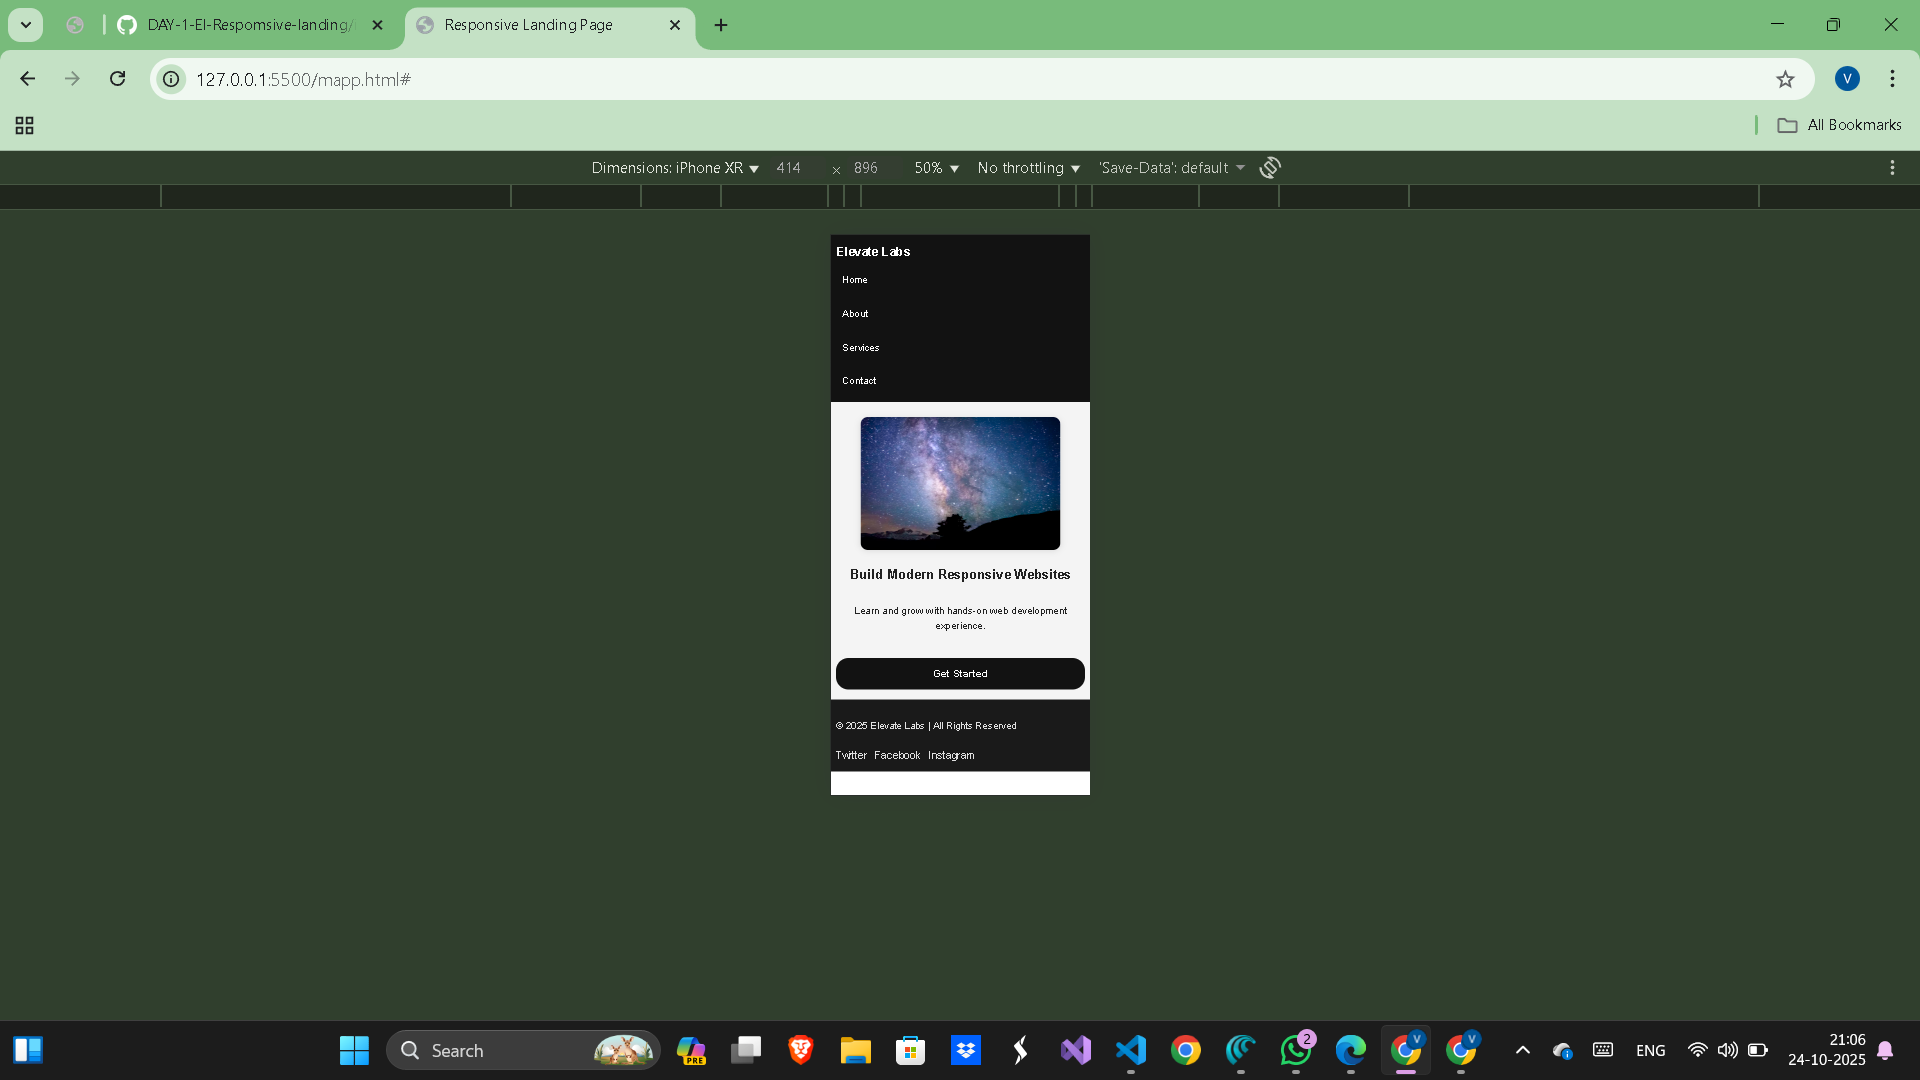 DAY-1-El-Respomsive-landing/
Responsive Landing Page
127.0.0.1:5500/mapp.html#
V
All Bookmarks
Dimensions: iPhone XR 414 × 896 50% No throttling 'Save-Data': default
Elevate Labs
Home
About
Services
Contact
Build Modern Responsive Websites
Learn and grow with hands-on web development
experience.
Get Started
© 2025 Elevate Labs | All Rights Reserved
Twitter Facebook Instagram
Search
PRE
2
V
V
ENG
21:06
24-10-2025